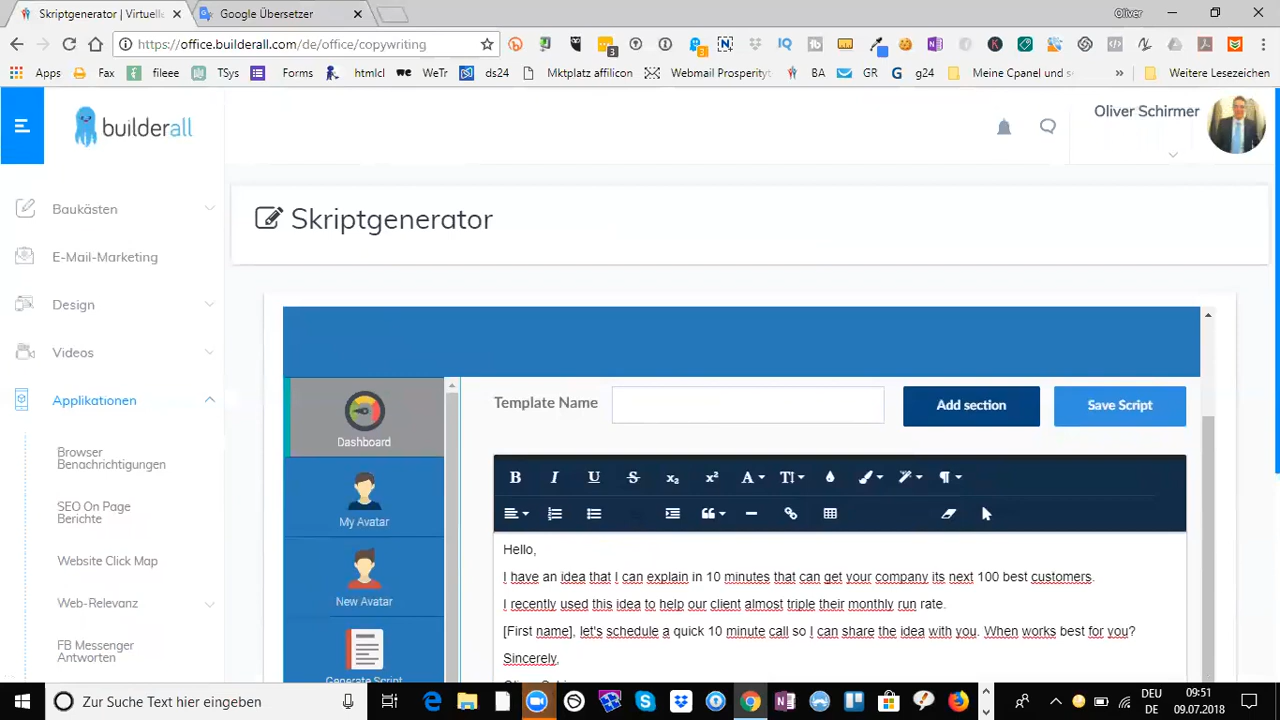 Skriptgenerator | Virtuell
Google Übersetzer
Oliver
https://office.builderall.com/de/office/copywriting
Apps
Fax
fileee
TSys
Forms
htmlcl
WeTr
ds24
Mktplatz affilicon
Webmail Prosperity
BA
GR
g24
Meine Cpanel und s
Weitere Lesezeichen
builderall
Oliver Schirmer
Baukästen
E-Mail-Marketing
Design
Videos
Applikationen
Browser
Benachrichtigungen
SEO On Page
Berichte
Website Click Map
Web-Relevanz
FB Messenger
Antworten
Skriptgenerator
Dashboard
My Avatar
New Avatar
Generate Script
Template Name
Add section
Save Script
Hello,
I have an idea that I can explain in 10 minutes that can get your company its next 100 best customers.
I recently used this idea to help our client almost triple their monthly run rate.
[First name], let's schedule a quick 10 minute call so I can share the idea with you. When works best for you?
Sincerely,
Zur Suche Text hier eingeben
DEU
DE
09:51
09.07.2018